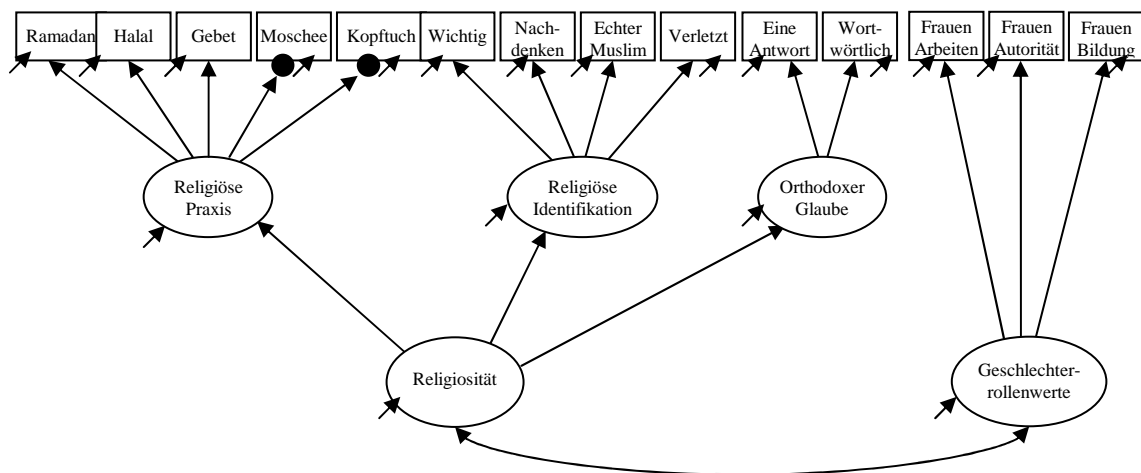 Ramadan
Halal
Gebet
Moschee
Kopftuch
Wichtig
Nach-
denken
Echter
Muslim
Verletzt
Eine
Antwort
Wort-
wörtlich
Frauen
Arbeiten
Frauen
Autorität
Frauen
Bildung
Religiöse
Praxis
Religiöse
Identifikation
Orthodoxer
Glaube
Religiosität
Geschlechter-
rollenwerte